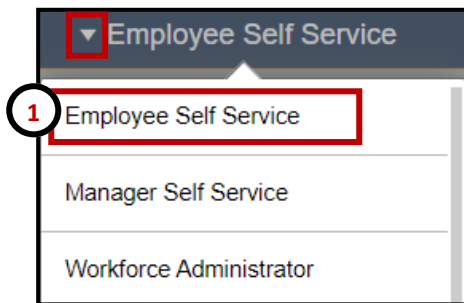 Employee Self Service
1
Employee Self Service
Manager Self Service
Workforce Administrator